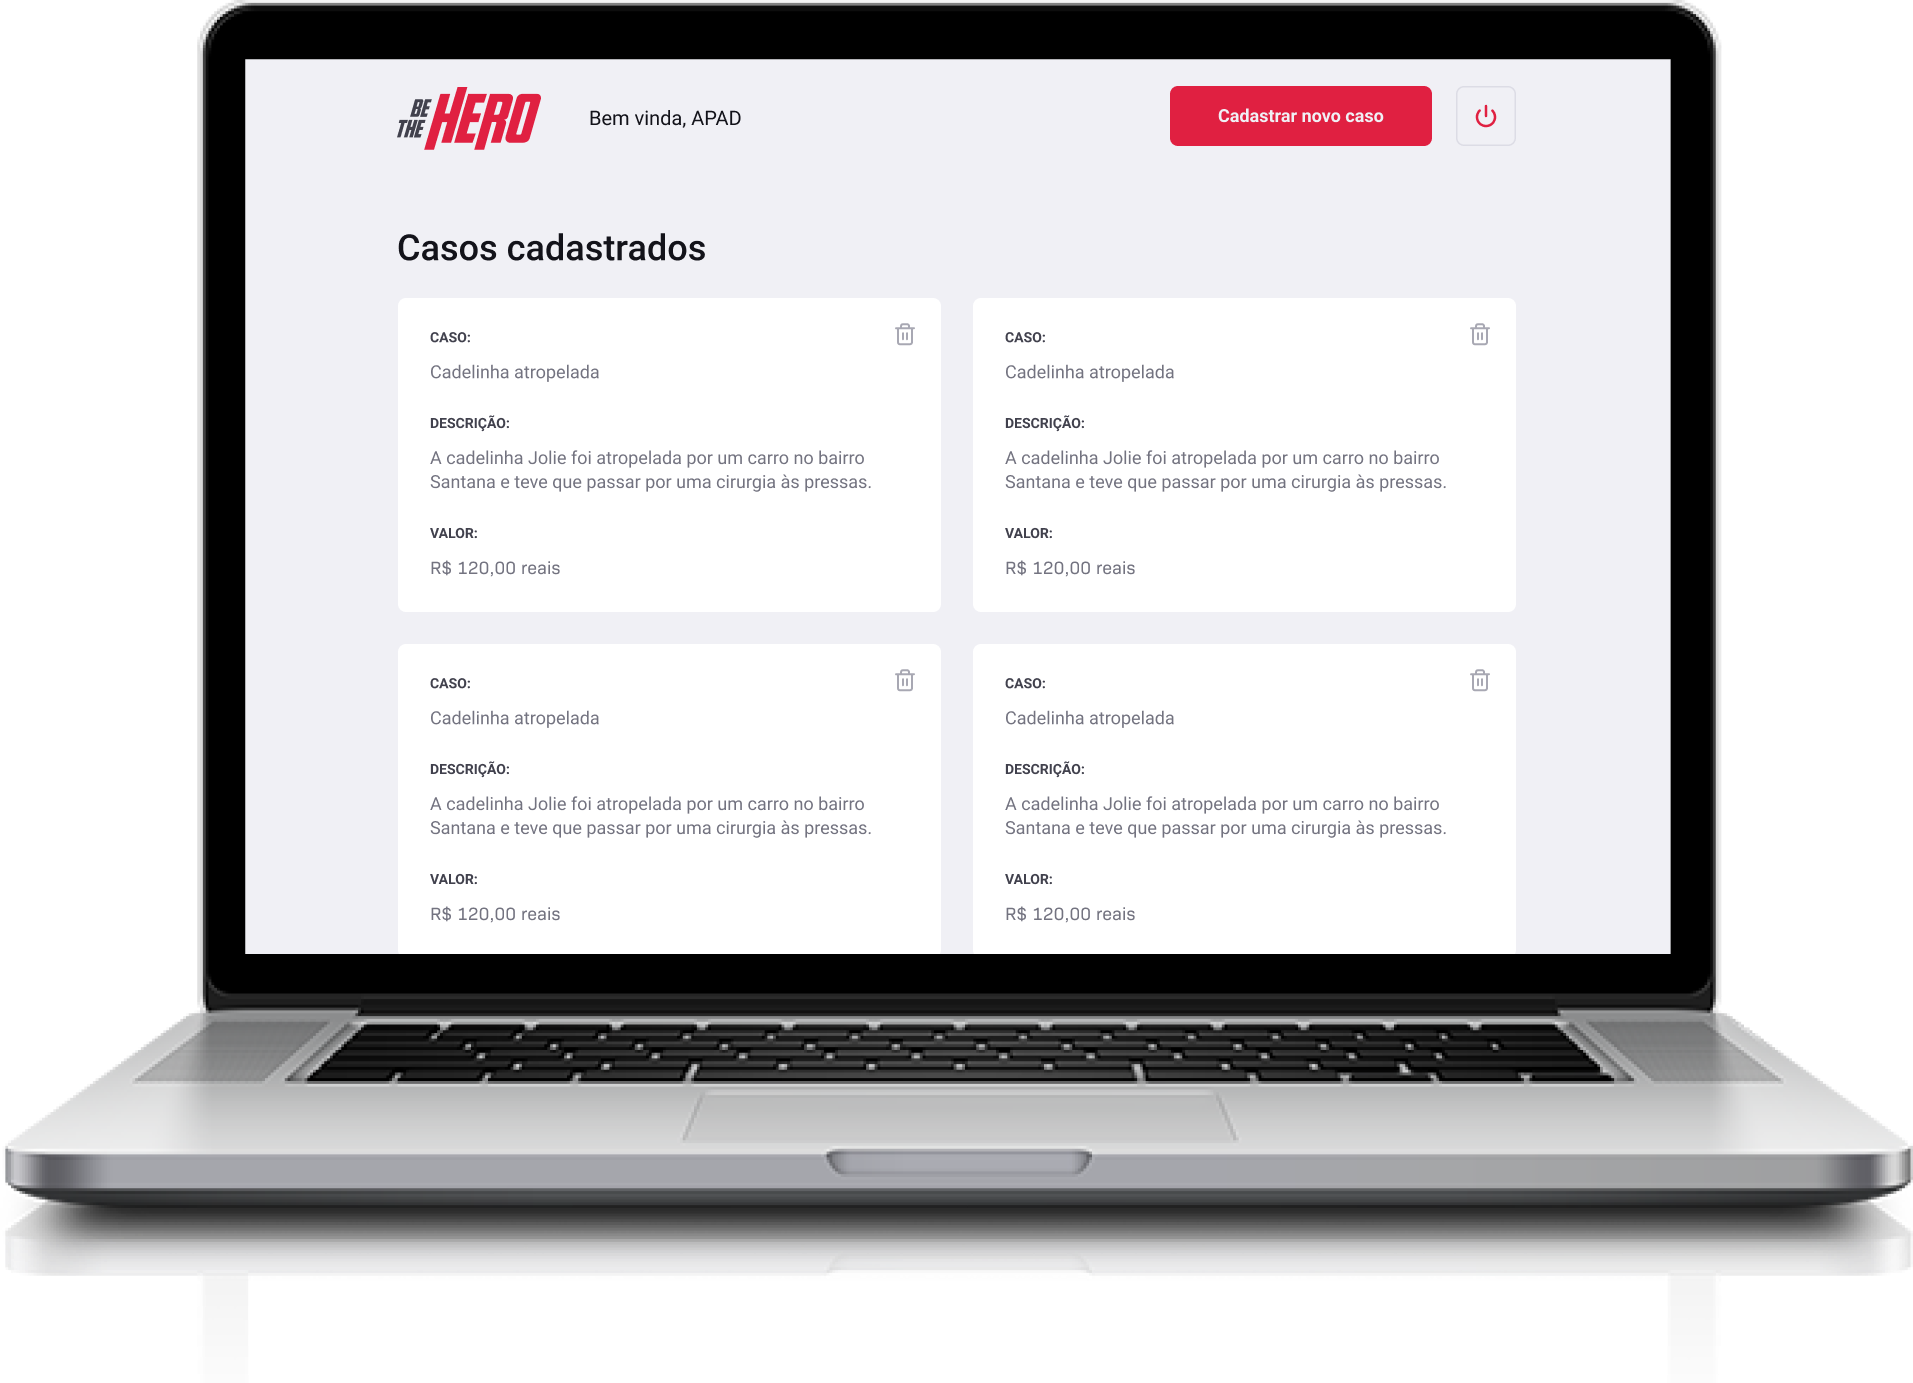 BE THE HERO
Bem vinda, APAD
Cadastrar novo caso
Casos cadastrados
CASO:
Cadelinha atropelada
DESCRIÇÃO:
A cadelinha Jolie foi atropelada por um carro no bairro
Santana e teve que passar por uma cirurgia às pressas.
VALOR:
R$ 120,00 reais
CASO:
Cadelinha atropelada
DESCRIÇÃO:
A cadelinha Jolie foi atropelada por um carro no bairro
Santana e teve que passar por uma cirurgia às pressas.
VALOR:
R$ 120,00 reais
CASO:
Cadelinha atropelada
DESCRIÇÃO:
A cadelinha Jolie foi atropelada por um carro no bairro
Santana e teve que passar por uma cirurgia às pressas.
VALOR:
R$ 120,00 reais
CASO:
Cadelinha atropelada
DESCRIÇÃO:
A cadelinha Jolie foi atropelada por um carro no bairro
Santana e teve que passar por uma cirurgia às pressas.
VALOR:
R$ 120,00 reais